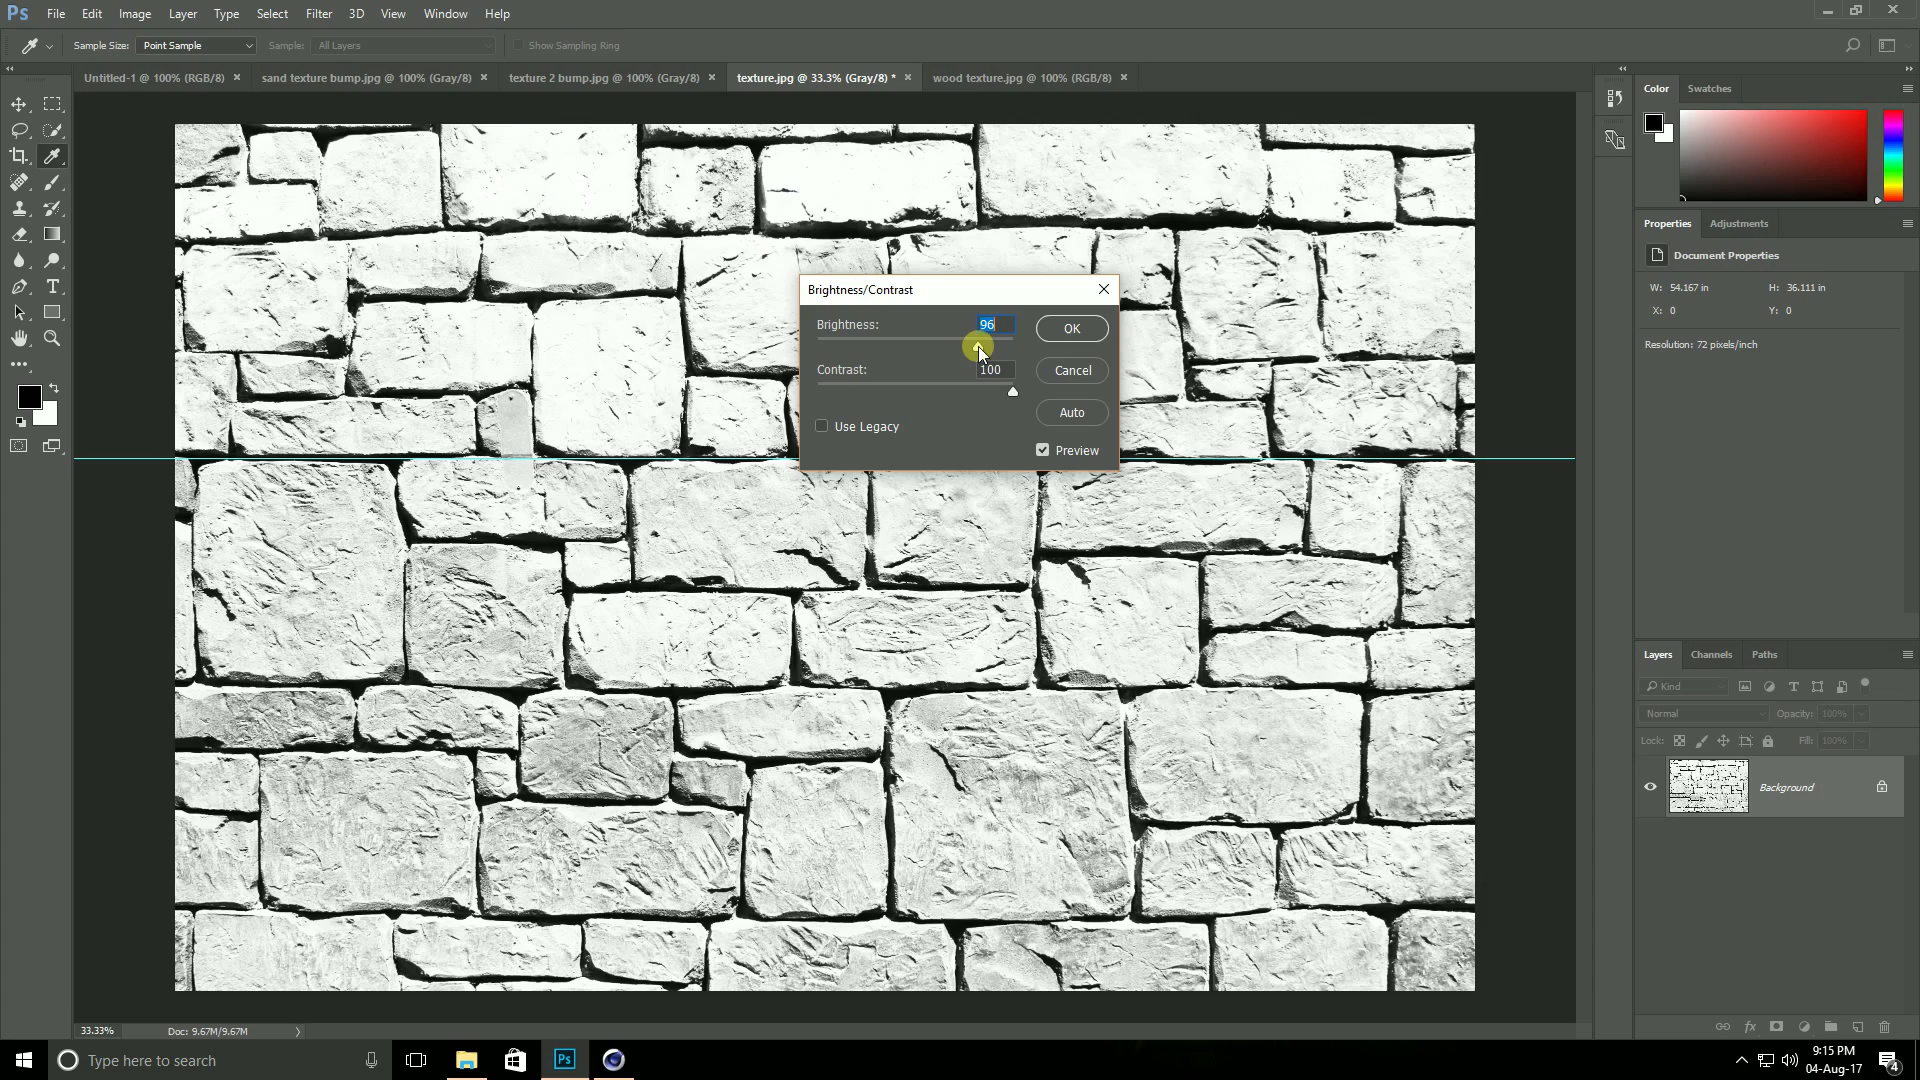 Ps File Edit Image Layer Type Select Filter 3D View Window Help
Sample Size: Point Sample Sample: All Layers Show Sampling Ring
Untitled-1 @ 100% (RGB/8) × sand texture bump.jpg @ 100% (Gray/8) × texture 2 bump.jpg @ 100% (Gray/8) × texture.jpg @ 33.3% (Gray/8) * × wood texture.jpg @ 100% (RGB/8) ×
Color Swatches
Properties Adjustments
Document Properties
W: 54.167 in H: 36.111 in
X: 0 Y: 0
Resolution: 72 pixels/inch
Brightness/Contrast
Brightness: 96 OK
Contrast: 100 Cancel
Auto
Use Legacy
Preview
Layers Channels Paths
Kind
Normal Opacity: 100%
Lock: Fill: 100%
Background
33.33% Doc: 9.67M/9.67M
Type here to search
Ps
9:15 PM
04-Aug-17
4